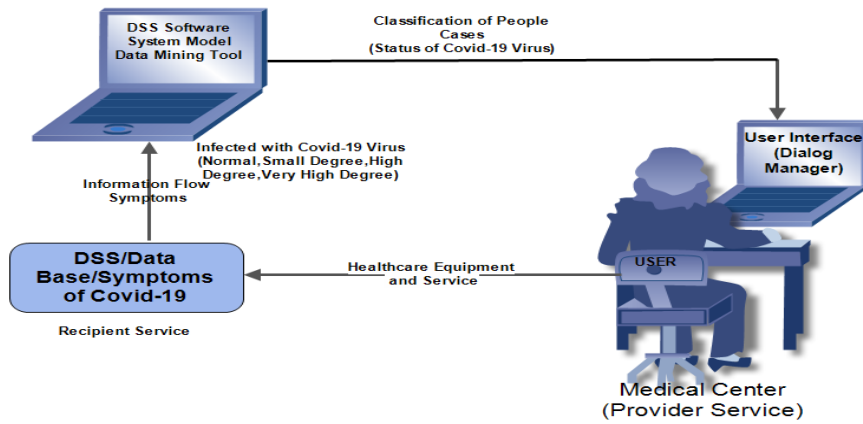 DSS Software
System Model
Data Mining Tool
Classification of People
Cases
(Status of Covid-19 Virus)
User Interface
(Dialog
Manager)
Infected with Covid-19 Virus
(Normal,Small Degree,High
Degree,Very High Degree)
Information Flow
Symptoms
DSS/Data
Base/Symptoms
of Covid-19
Recipient Service
Healthcare Equipment
and Service
USER
Medical Center
(Provider Service)